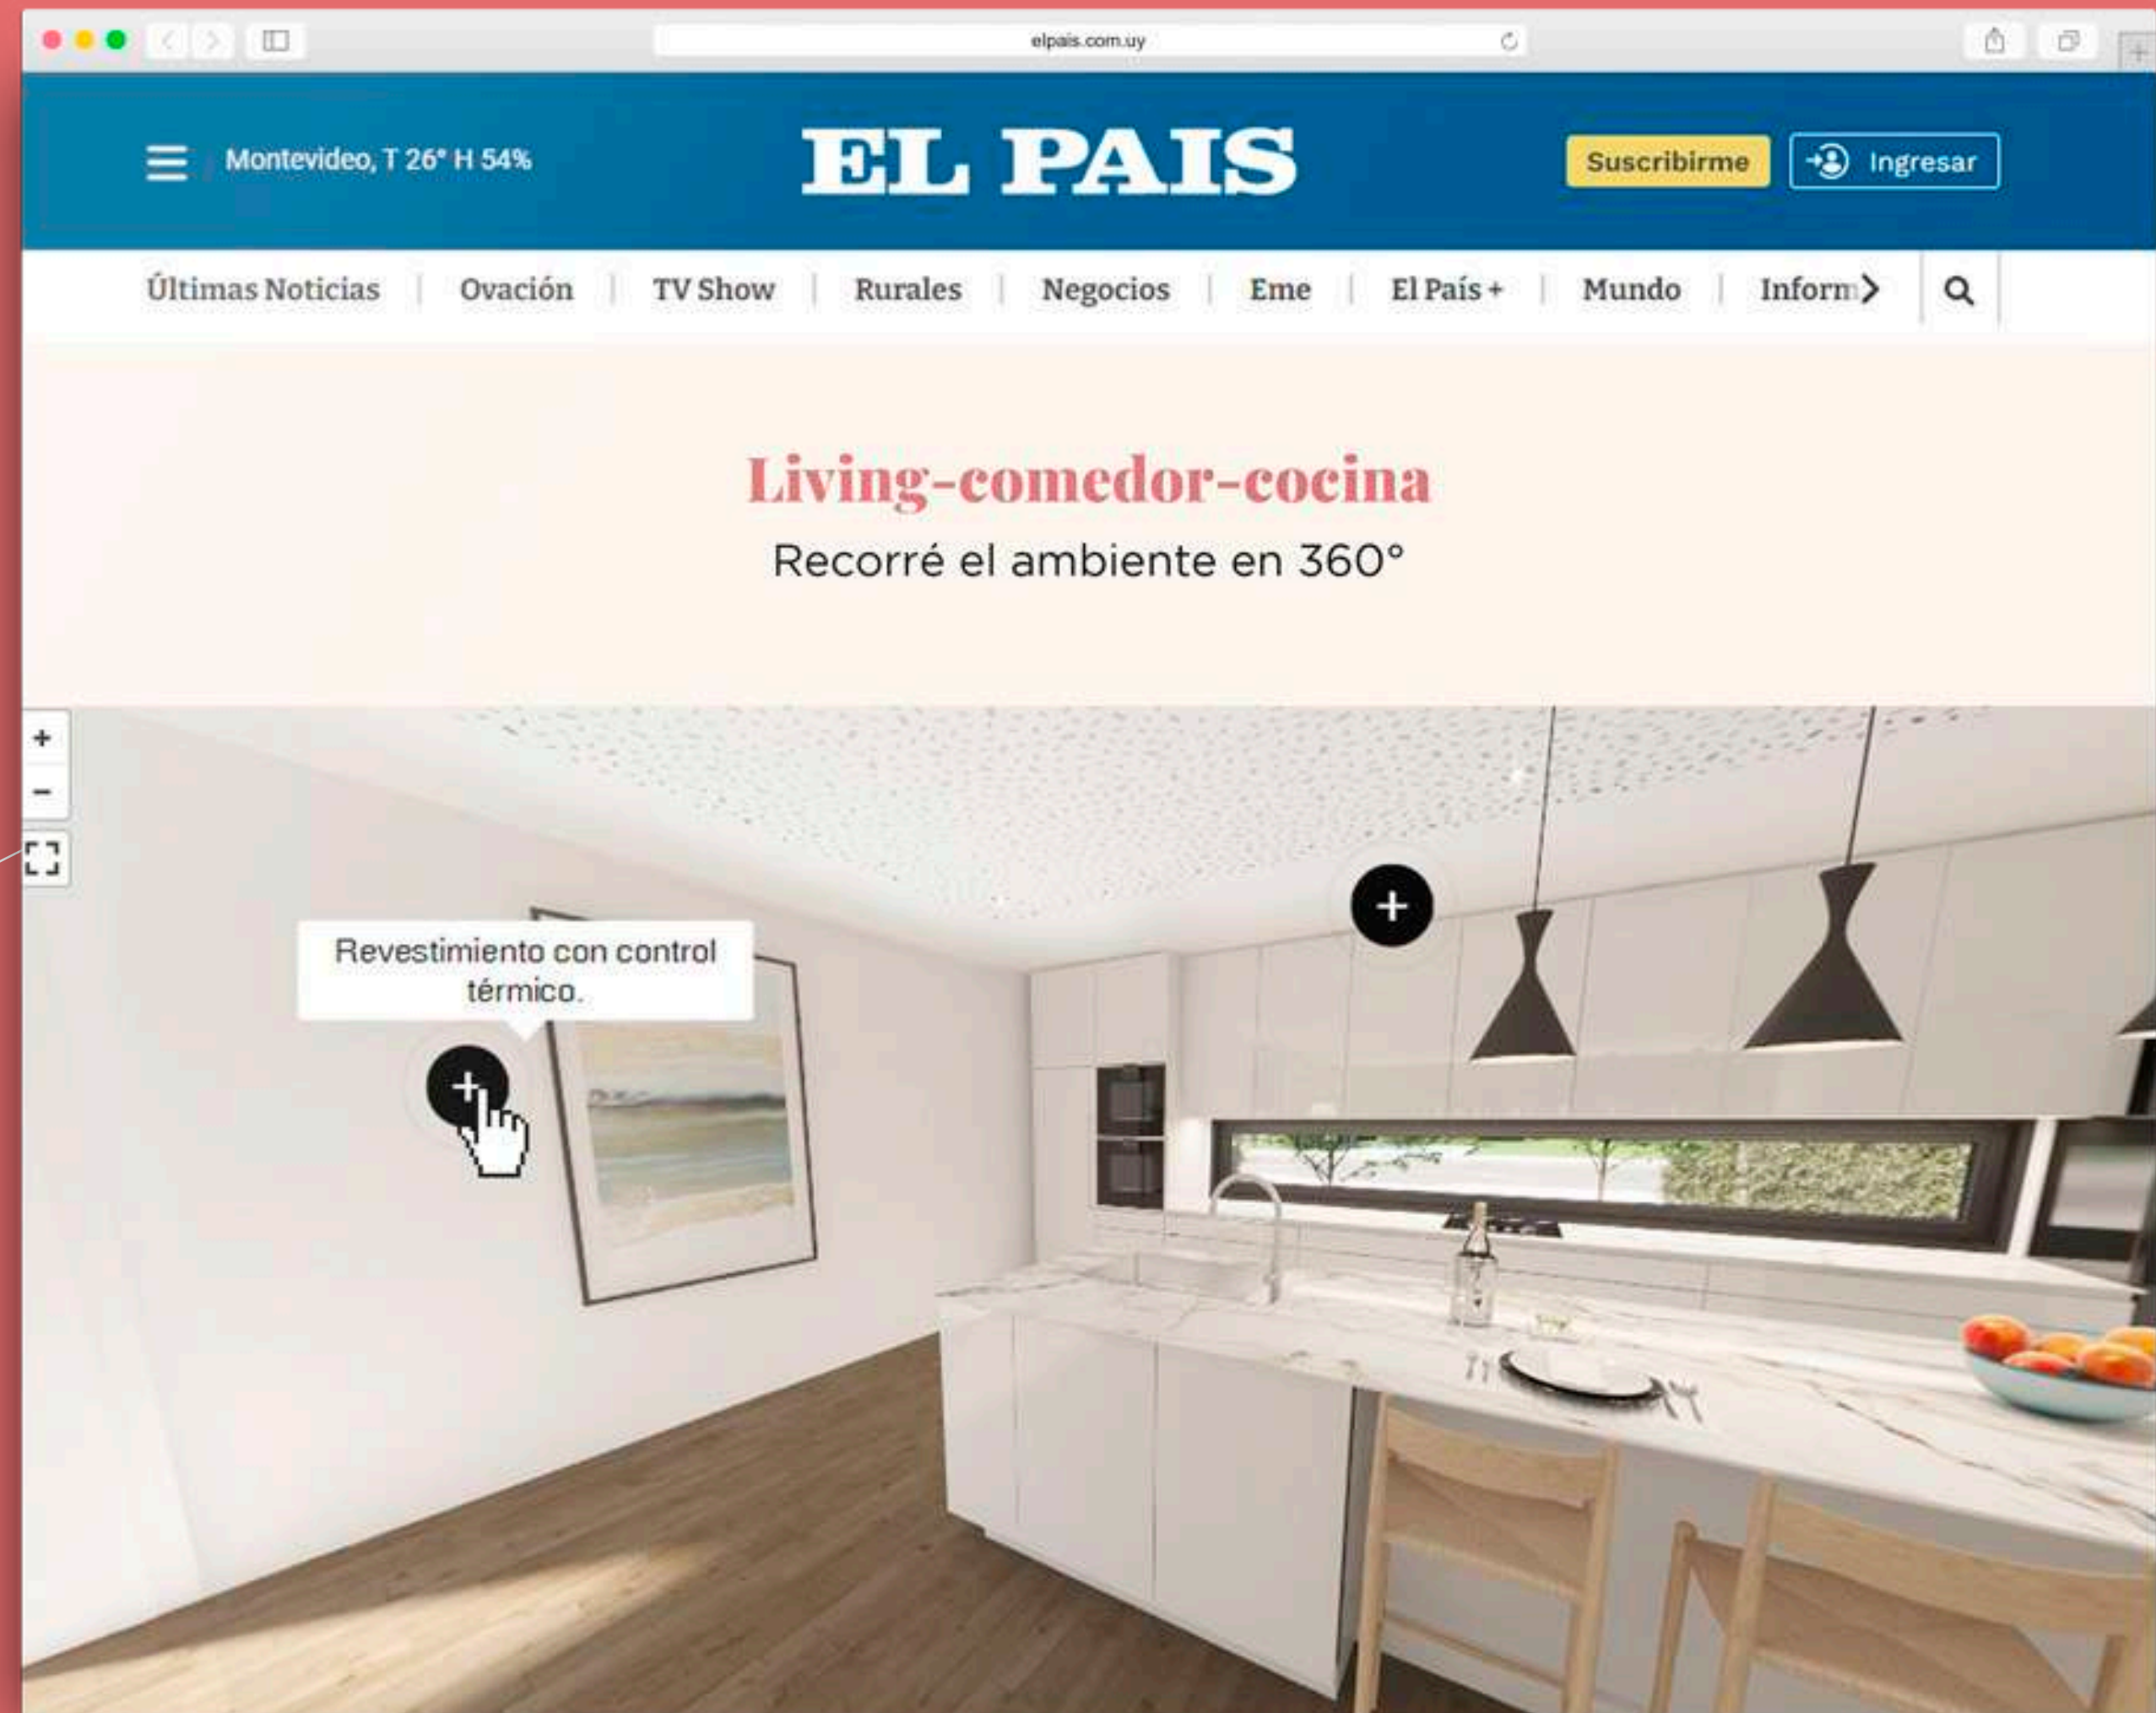 elpais.com.uy
Montevideo, T 26° H 54%
EL PAIS
Suscribirme
Ingresar
Últimas Noticias | Ovación | TV Show | Rurales | Negocios | Eme | El País + | Mundo | Inform
Living-comedor-cocina
Recorré el ambiente en 360°
Revestimiento con control
térmico.